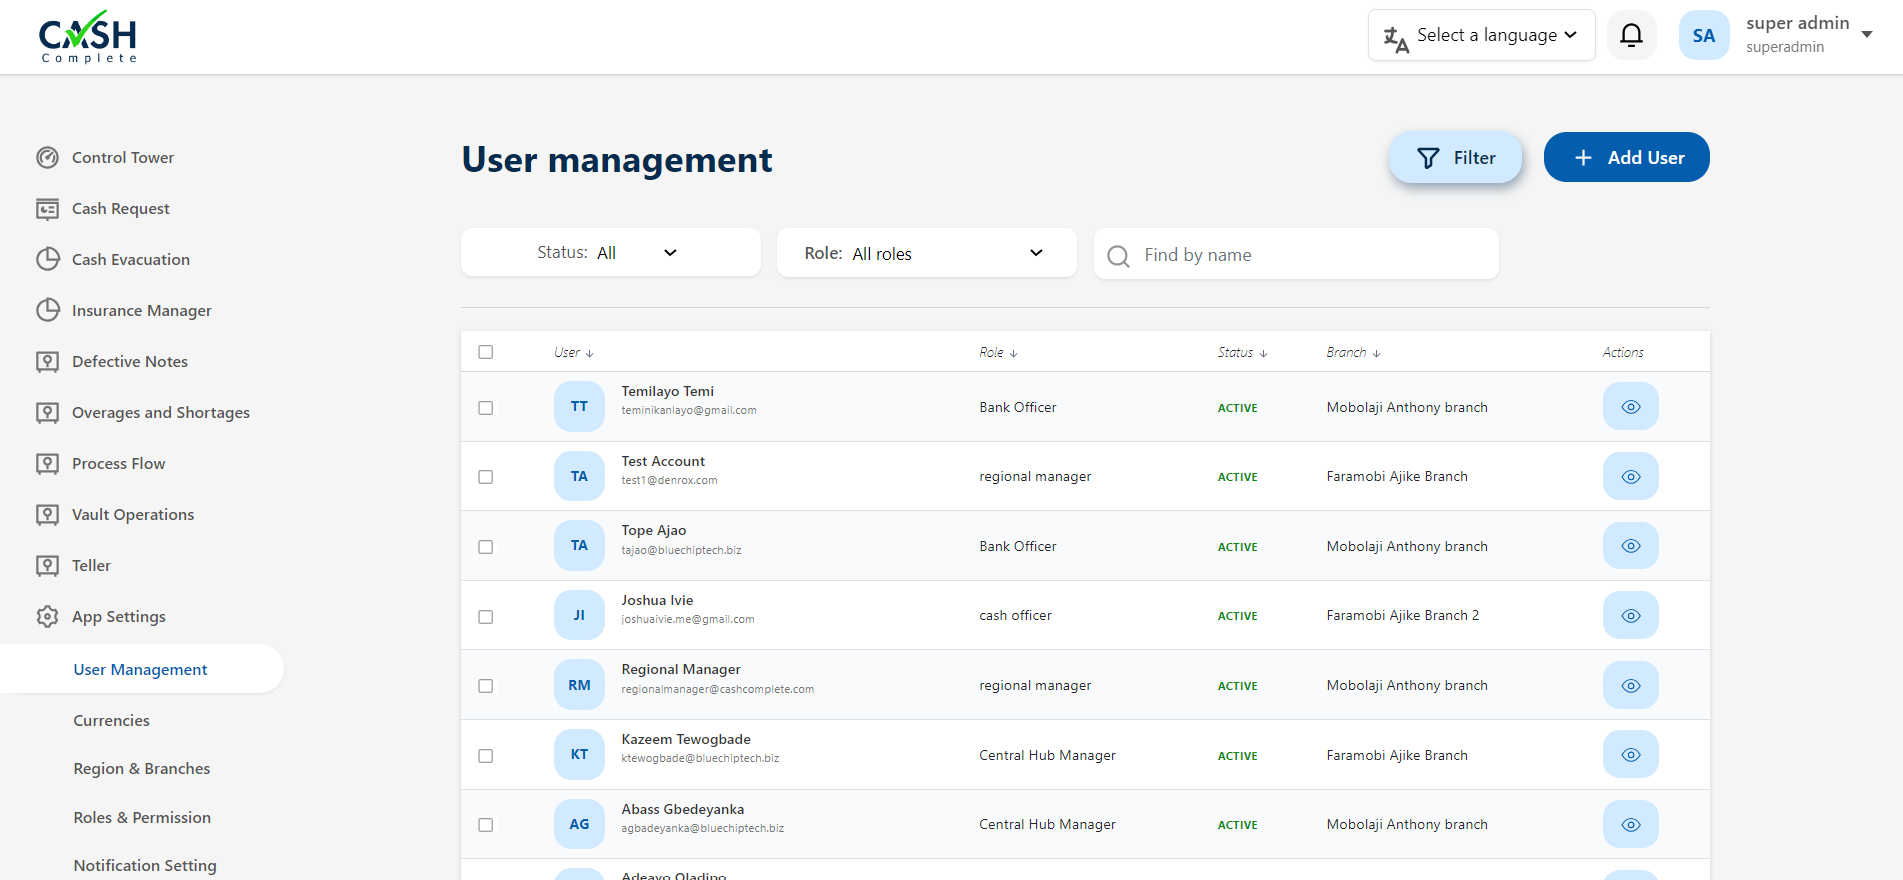 CASH
Complete
Select a language
SA
super admin
superadmin
Control Tower
Cash Request
Cash Evacuation
Insurance Manager
Defective Notes
Overages and Shortages
Process Flow
Vault Operations
Teller
App Settings
User Management
Currencies
Region & Branches
Roles & Permission
Notification Setting
User management
Filter
+ Add User
Status: All
Role: All roles
Find by name
User ↓ Role ↓ Status ↓ Branch ↓ Actions
TT Temilayo Temi
teminikanlayo@gmail.com
Bank Officer ACTIVE Mobolaji Anthony branch
TA Test Account
test1@denrox.com
regional manager ACTIVE Faramobi Ajike Branch
TA Tope Ajao
tajao@bluechiptech.biz
Bank Officer ACTIVE Mobolaji Anthony branch
JI Joshua Ivie
joshuaivie.me@gmail.com
cash officer ACTIVE Faramobi Ajike Branch 2
RM Regional Manager
regionalmanager@cashcomplete.com
regional manager ACTIVE Mobolaji Anthony branch
KT Kazeem Tewogbade
ktewogbade@bluechiptech.biz
Central Hub Manager ACTIVE Faramobi Ajike Branch
AG Abass Gbedeyanka
agbadeyanka@bluechiptech.biz
Central Hub Manager ACTIVE Mobolaji Anthony branch
Adeayo Oladipo